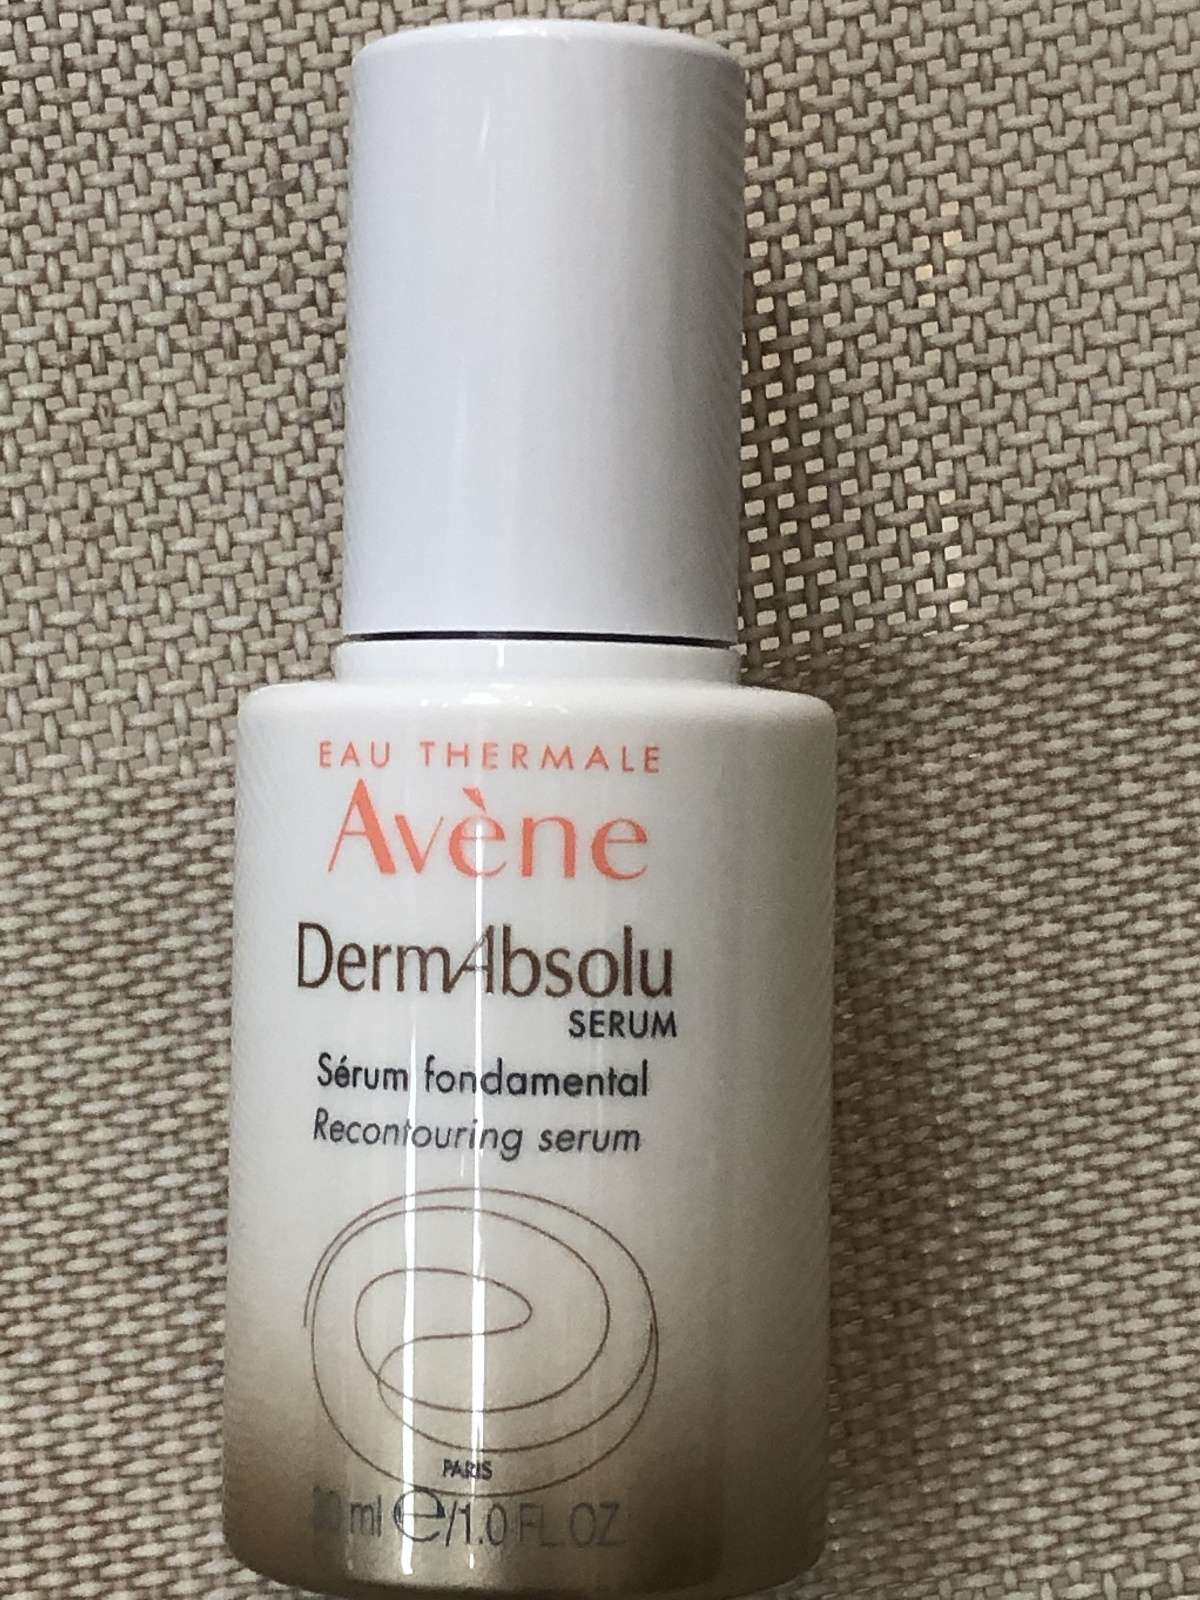 EAU THERMALE
Avène
DermAbsolu
SERUM
Sérum fondamental
Recontouring serum
PARIS
ml e/1.0 FL.OZ